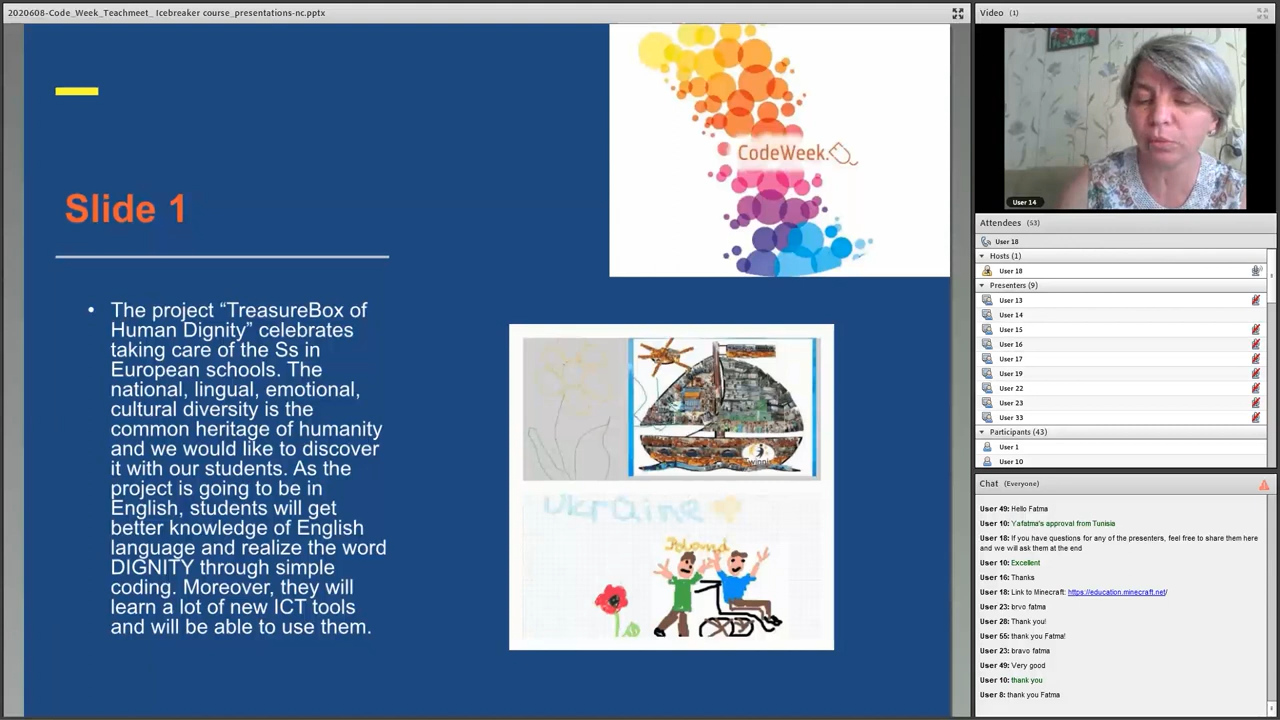 20200608-Code_Week_Teachmeet_ Icebreaker course_presentations-nc.pptx
CodeWeek.
Slide 1
• The project “TreasureBox of
Human Dignity” celebrates
taking care of the Ss in
European schools. The
national, lingual, emotional,
cultural diversity is the
common heritage of humanity
and we would like to discover
it with our students. As the
project is going to be in
English, students will get
better knowledge of English
language and realize the word
DIGNITY through simple
coding. Moreover, they will
learn a lot of new ICT tools
and will be able to use them.
Ukraine
Poland
Video (1)
User 14
Attendees (53)
User 18
Hosts (1)
User 18
Presenters (9)
User 13
User 14
User 15
User 16
User 17
User 19
User 22
User 23
User 33
Participants (43)
User 1
User 10
Chat (Everyone)
User 49: Hello Fatma
User 10: Yafatma's approval from Tunisia
User 18: If you have questions for any of the presenters, feel free to share them here
and we will ask them at the end
User 10: Excellent
User 16: Thanks
User 18: Link to Minecraft: https://education.minecraft.net/
User 23: brvo fatma
User 28: Thank you!
User 55: thank you Fatma!
User 23: bravo fatma
User 49: Very good
User 10: thank you
User 8: thank you Fatma